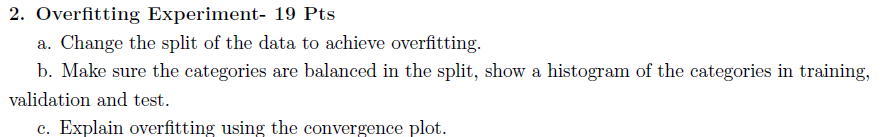 2. Overfitting Experiment- 19 Pts
a. Change the split of the data to achieve overfitting.
b. Make sure the categories are balanced in the split, show a histogram of the categories in training,
validation and test.
c. Explain overfitting using the convergence plot.